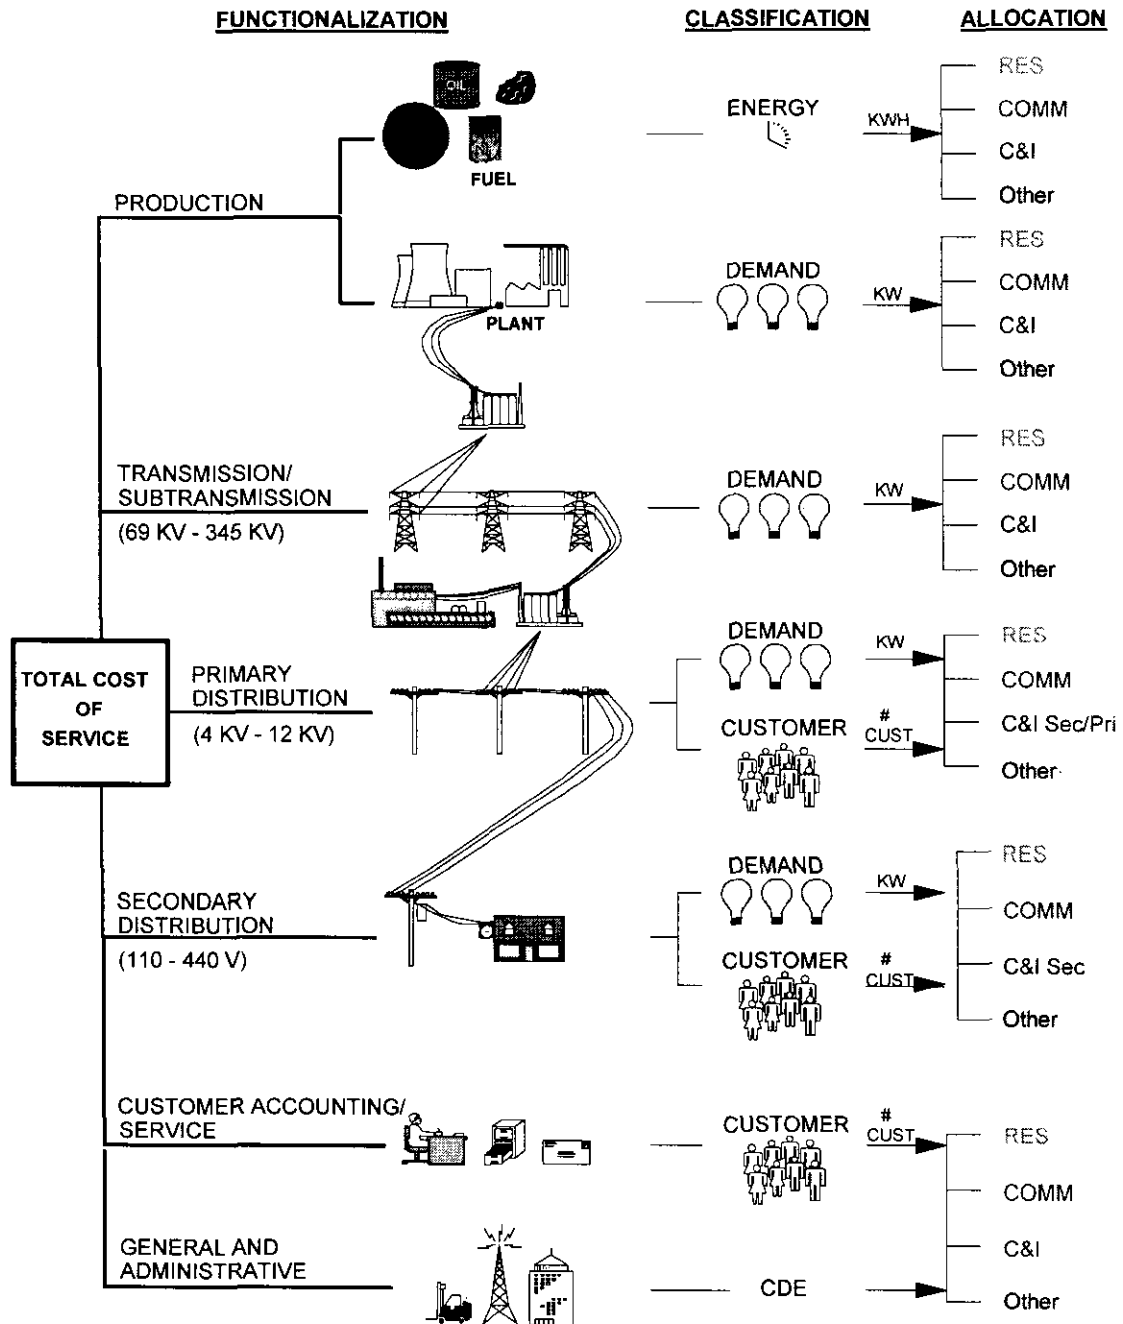 FUNCTIONALIZATION
CLASSIFICATION
ALLOCATION
OIL
FUEL
ENERGY
KWH
RES
COMM
C&I
Other
PRODUCTION
PLANT
DEMAND
KW
RES
COMM
C&I
Other
TRANSMISSION/
SUBTRANSMISSION
(69 KV - 345 KV)
DEMAND
KW
RES
COMM
C&I
Other
TOTAL COST
OF
SERVICE
PRIMARY
DISTRIBUTION
(4 KV - 12 KV)
DEMAND
KW
CUSTOMER
#
CUST
RES
COMM
C&I Sec/Pri
Other
SECONDARY
DISTRIBUTION
(110 - 440 V)
DEMAND
KW
CUSTOMER
#
CUST
RES
COMM
C&I Sec
Other
CUSTOMER ACCOUNTING/
SERVICE
CUSTOMER
#
CUST
GENERAL AND
ADMINISTRATIVE
CDE
RES
COMM
C&I
Other